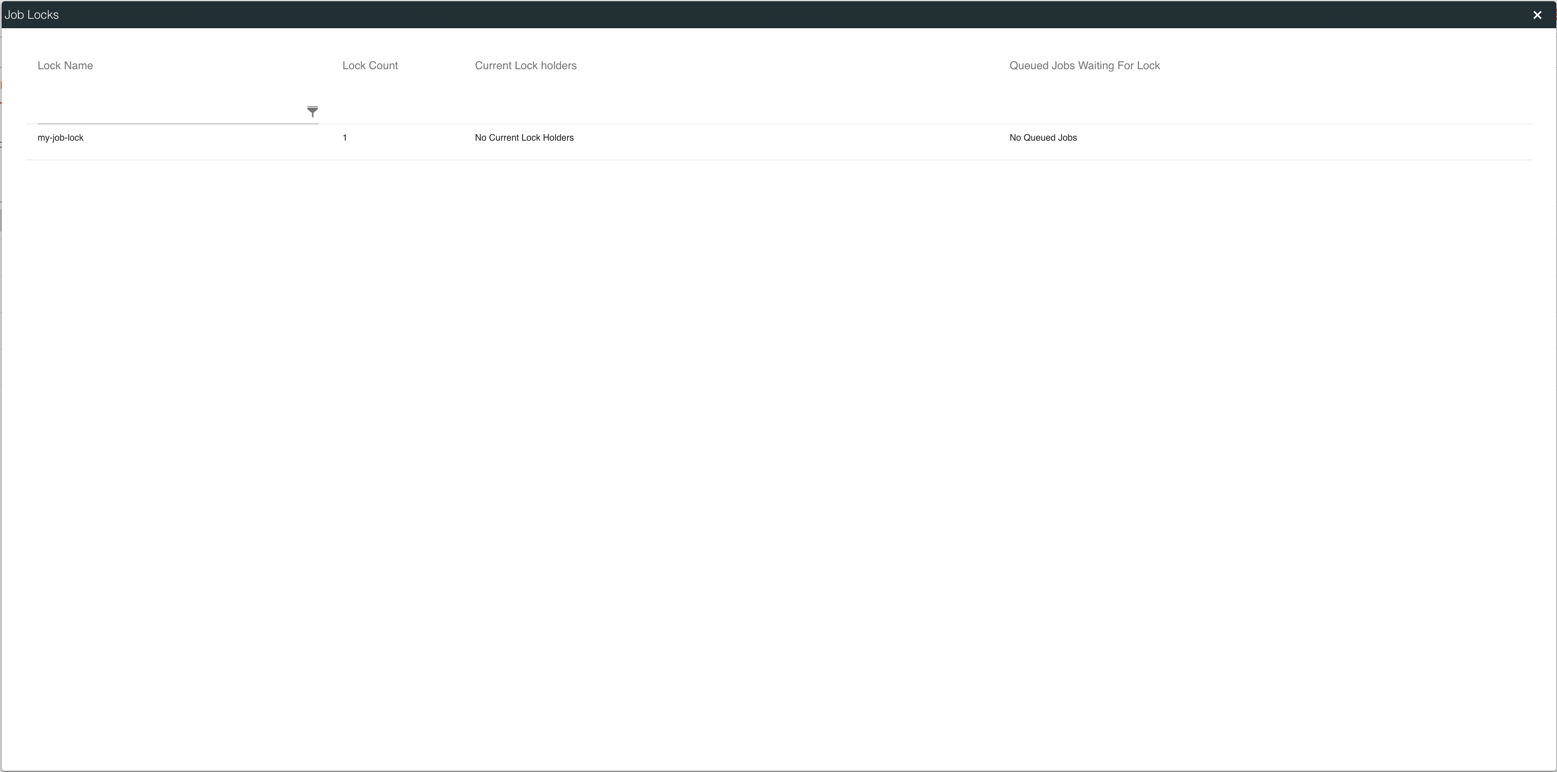 Job Locks
Lock Name Lock Count Current Lock holders Queued Jobs Waiting For Lock
my-job-lock 1 No Current Lock Holders No Queued Jobs